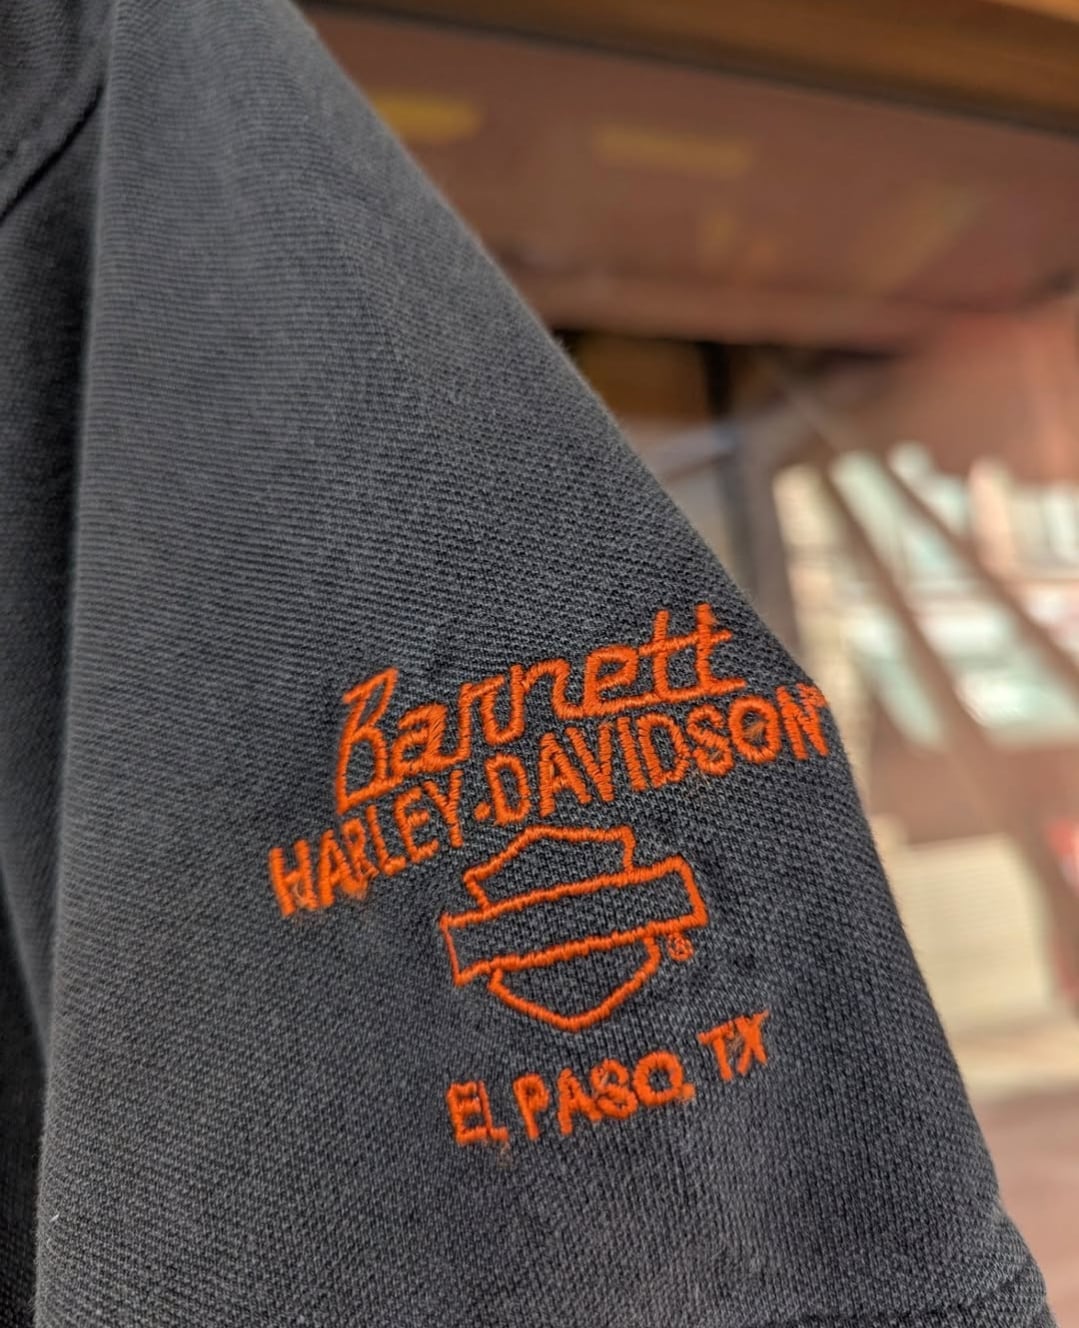 Barnett
HARLEY-DAVIDSON
EL PASO, TX